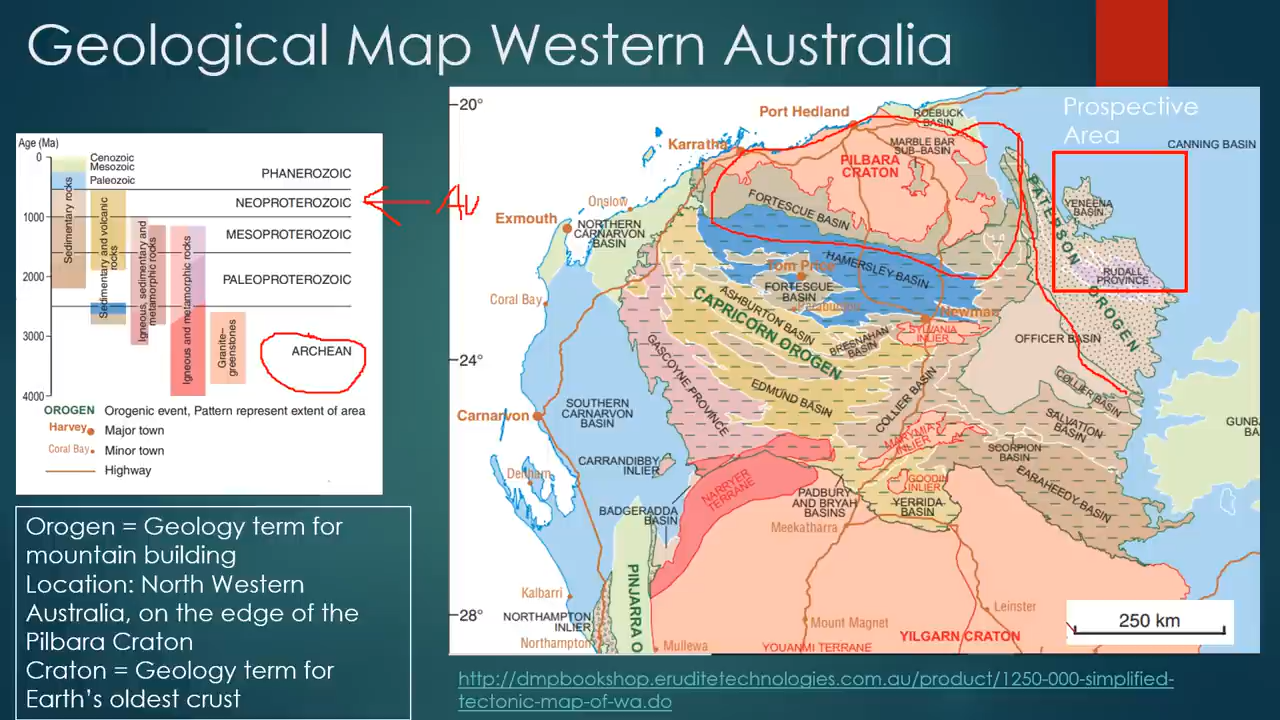 Geological Map Western Australia
Age (Ma)
0
1000
2000
3000
4000
Cenozoic
Mesozoic
Paleozoic
Sedimentary rocks
Sedimentary and volcanic
rocks
Igneous, sedimentary and
metamorphic rocks
Igneous and metamorphic rocks
Granite–
greenstones
PHANEROZOIC
NEOPROTEROZOIC
MESOPROTEROZOIC
PALEOPROTEROZOIC
ARCHEAN
Au
OROGEN Orogenic event, Pattern represent extent of area
Harvey Major town
Coral Bay Minor town
Highway
Orogen = Geology term for
mountain building
Location: North Western
Australia, on the edge of the
Pilbara Craton
Craton = Geology term for
Earth's oldest crust
20°
24°
28°
Prospective
Area
Port Hedland
ROEBUCK
BASIN
CANNING BASIN
Karratha
MARBLE BAR
SUB-BASIN
PILBARA
CRATON
Onslow
Exmouth
NORTHERN
CARNARVON
BASIN
FORTESCUE BASIN
PATERSON OROGEN
YENEENA
BASIN
RUDALL
PROVINCE
HAMERSLEY BASIN
Tom Price
FORTESCUE
BASIN
Paraburdoo
Coral Bay
ASHBURTON BASIN
CAPRICORN OROGEN
BRESNAHAN
BASIN
Newman
SYLVANIA
INLIER
OFFICER BASIN
GASCOYNE PROVINCE
EDMUND BASIN
COLLIER BASIN
COLLIER BASIN
SALVATION
BASIN
Carnarvon
SOUTHERN
CARNARVON
BASIN
MARYMIA
INLIER
SCORPION
BASIN
GUNB
BA
CARRANDIBBY
INLIER
Denham
NARRYER
TERRANE
GOODIN
INLIER
EARAHEEDY BASIN
PADBURY
AND BRYAH
BASINS
YERRIDA
BASIN
BADGERADDA
BASIN
Meekatharra
PINJARRA O
Kalbarri
NORTHAMPTON
INLIER
Northampton
Mullewa
Mount Magnet
Leinster
YOUANMI TERRANE
YILGARN CRATON
250 km
http://dmpbookshop.eruditetechnologies.com.au/product/1250-000-simplified-
tectonic-map-of-wa.do